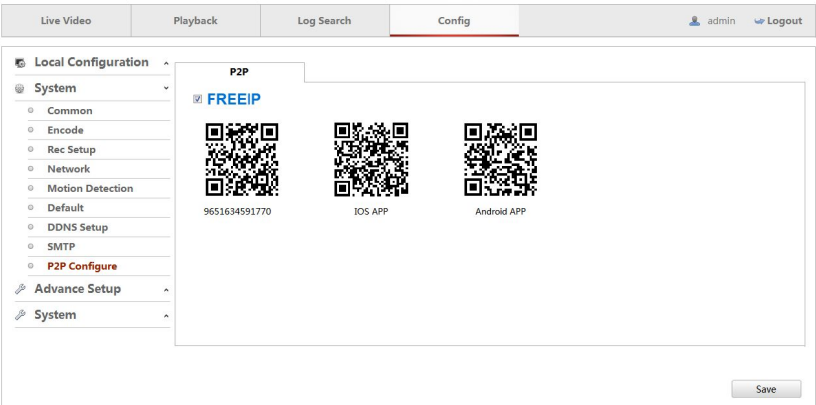 Live Video
Playback
Log Search
Config
admin
Logout
Local Configuration
System
Common
Encode
Rec Setup
Network
Motion Detection
Default
DDNS Setup
SMTP
P2P Configure
Advance Setup
System
P2P
FREEIP
9651634591770
IOS APP
Android APP
Save